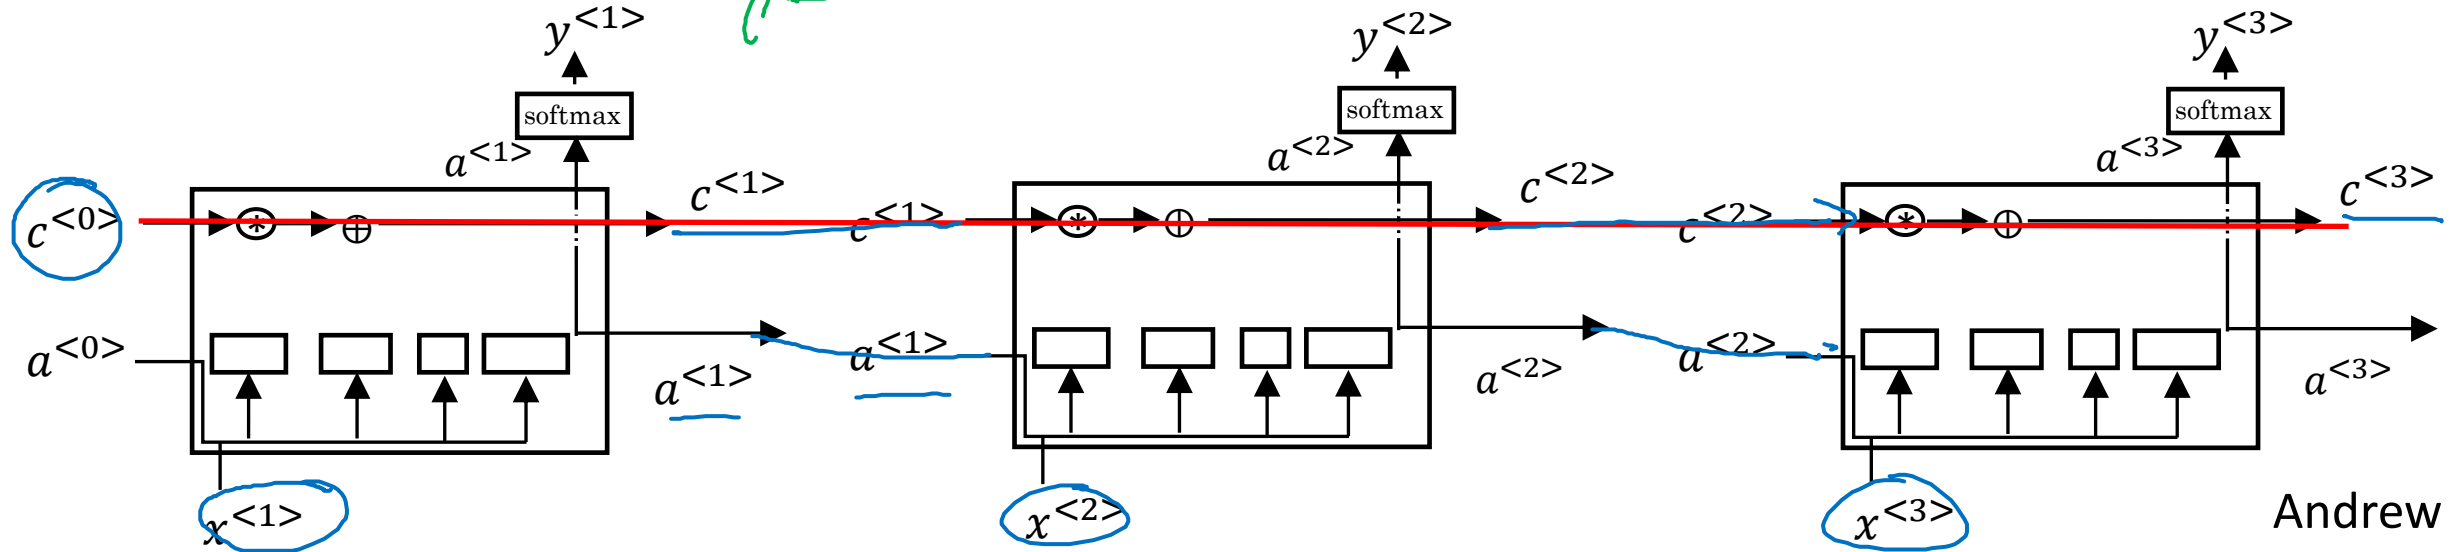 y<1> y<2> y<3>
softmax softmax softmax
a<1> a<2> a<3>
c<0> * ⊕ c<1> c<1> * ⊕ c<2> c<2> * ⊕ c<3>
a<0> a<1> a<1> a<2> a<2> a<3>
x<1> x<2> x<3> Andrew